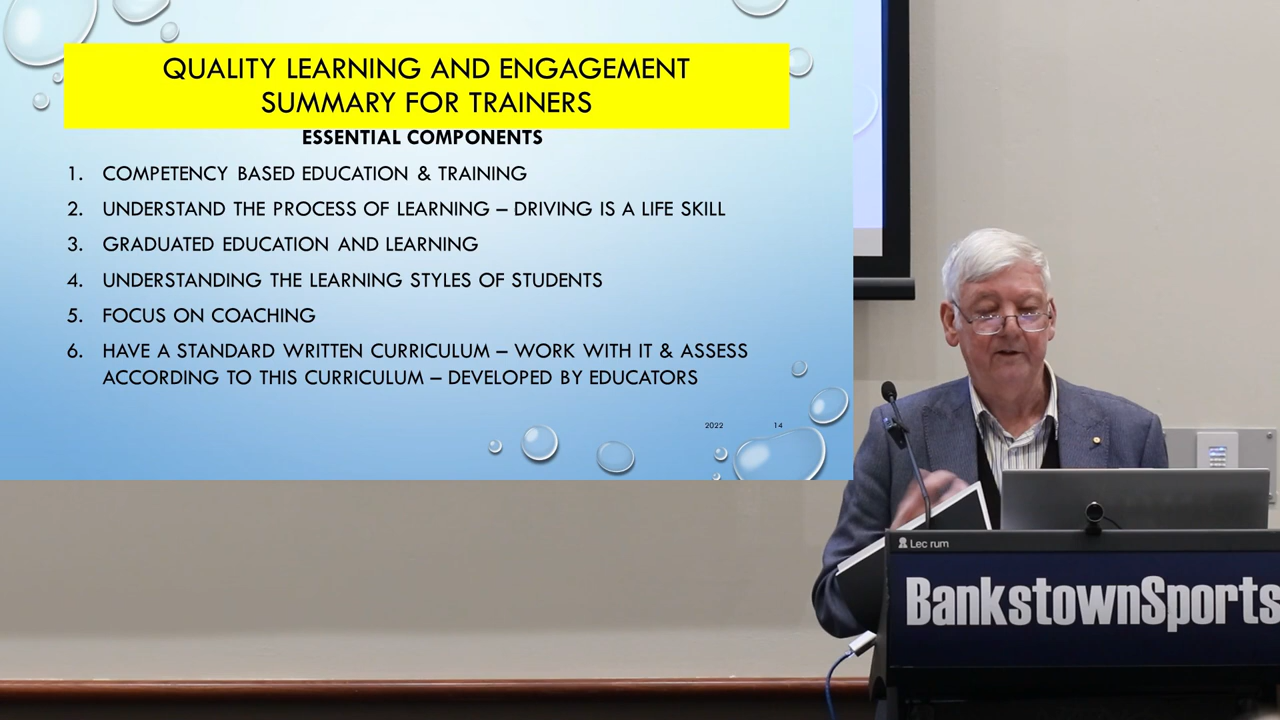 QUALITY LEARNING AND ENGAGEMENT
SUMMARY FOR TRAINERS
ESSENTIAL COMPONENTS
1. COMPETENCY BASED EDUCATION & TRAINING
2. UNDERSTAND THE PROCESS OF LEARNING – DRIVING IS A LIFE SKILL
3. GRADUATED EDUCATION AND LEARNING
4. UNDERSTANDING THE LEARNING STYLES OF STUDENTS
5. FOCUS ON COACHING
6. HAVE A STANDARD WRITTEN CURRICULUM – WORK WITH IT & ASSESS
ACCORDING TO THIS CURRICULUM – DEVELOPED BY EDUCATORS
2022 14
Lec rum
BankstownSports